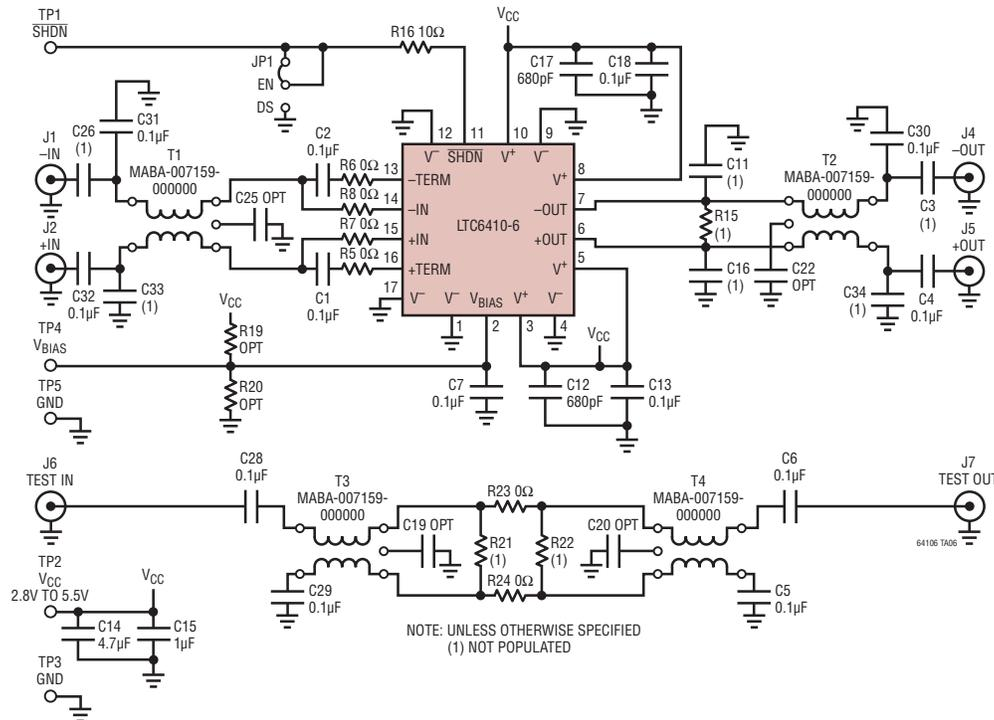 TP1
SHDN
R16 10Ω
VCC
JP1
EN
DS
C17
680pF
C18
0.1µF
J1
–IN
C26
(1)
C31
0.1µF
T1
MABA-007159-
000000
C2
0.1µF
R6 0Ω
R8 0Ω
R7 0Ω
R5 0Ω
C25 OPT
C1
0.1µF
J2
+IN
C32
0.1µF
C33
(1)
12
11
10
9
V–
SHDN
V+
V–
13
–TERM
14
–IN
15
+IN
16
+TERM
17
V–
LTC6410-6
V+
8
–OUT
7
+OUT
6
V+
5
V–
VBIAS
V+
V–
1
2
3
4
C11
(1)
R15
(1)
C16
(1)
C22
OPT
T2
MABA-007159-
000000
C30
0.1µF
J4
–OUT
C3
(1)
J5
+OUT
C34
(1)
C4
0.1µF
VCC
R19
OPT
R20
OPT
TP4
VBIAS
TP5
GND
C7
0.1µF
VCC
C12
680pF
C13
0.1µF
J6
TEST IN
C28
0.1µF
T3
MABA-007159-
000000
C19 OPT
C29
0.1µF
R23 0Ω
R21
(1)
R22
(1)
R24 0Ω
C20 OPT
T4
MABA-007159-
000000
C6
0.1µF
J7
TEST OUT
C5
0.1µF
64106 TA06
TP2
VCC
2.8V TO 5.5V
VCC
C14
4.7µF
C15
1µF
TP3
GND
NOTE: UNLESS OTHERWISE SPECIFIED
(1) NOT POPULATED